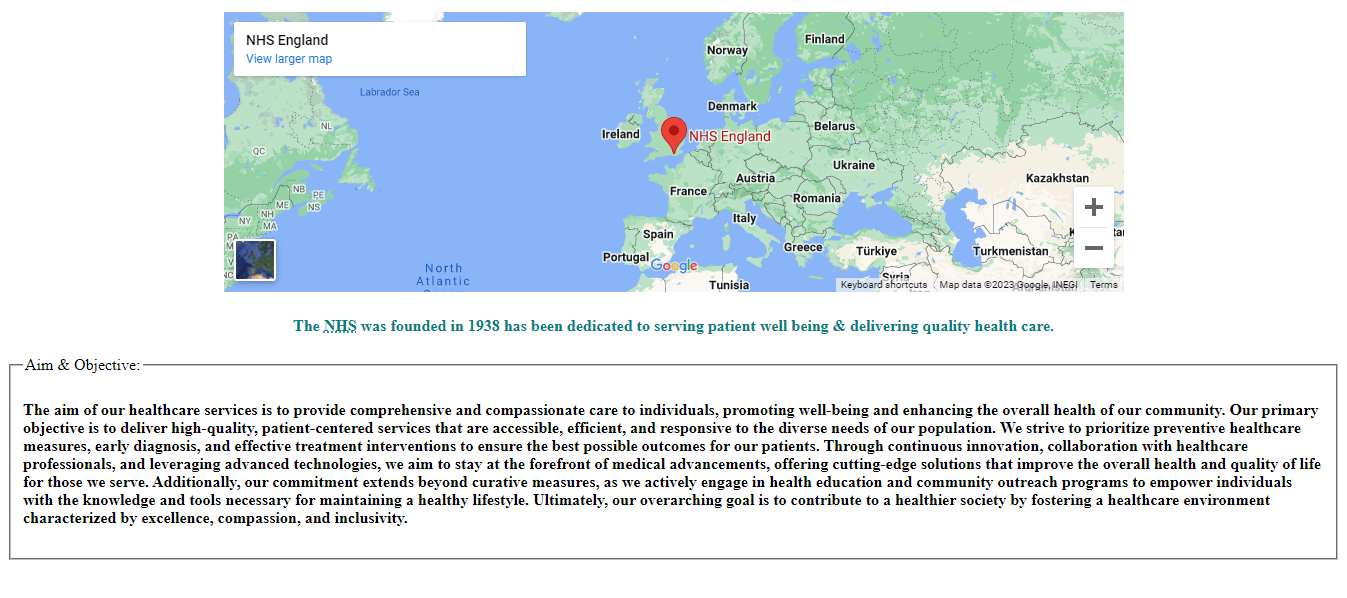 NHS England
View larger map
Norway
Finland
Labrador Sea
Denmark
NL
Ireland
NHS England
Belarus
QC
Ukraine
Austria
Kazakhstan
France
NB
PE
ME
NS
Romania
NH
NY
MA
Italy
Spain
PA
Greece
Türkiye
Turkmenistan
Portugal
Google
North
Atlantic
NC
Syria
Tunisia
Keyboard shortcuts
Map data ©2023 Google, INEGI
Terms
The NHS was founded in 1938 has been dedicated to serving patient well being & delivering quality health care.
Aim & Objective:
The aim of our healthcare services is to provide comprehensive and compassionate care to individuals, promoting well-being and enhancing the overall health of our community. Our primary
objective is to deliver high-quality, patient-centered services that are accessible, efficient, and responsive to the diverse needs of our population. We strive to prioritize preventive healthcare
measures, early diagnosis, and effective treatment interventions to ensure the best possible outcomes for our patients. Through continuous innovation, collaboration with healthcare
professionals, and leveraging advanced technologies, we aim to stay at the forefront of medical advancements, offering cutting-edge solutions that improve the overall health and quality of life
for those we serve. Additionally, our commitment extends beyond curative measures, as we actively engage in health education and community outreach programs to empower individuals
with the knowledge and tools necessary for maintaining a healthy lifestyle. Ultimately, our overarching goal is to contribute to a healthier society by fostering a healthcare environment
characterized by excellence, compassion, and inclusivity.